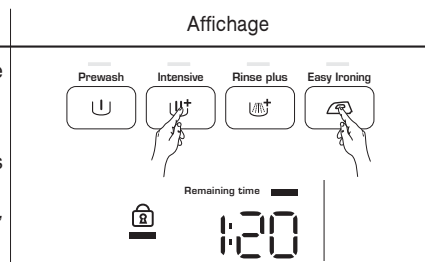 Affichage
e
Prewash Intensive Rinse plus Easy Ironing
s
Remaining time
1:20